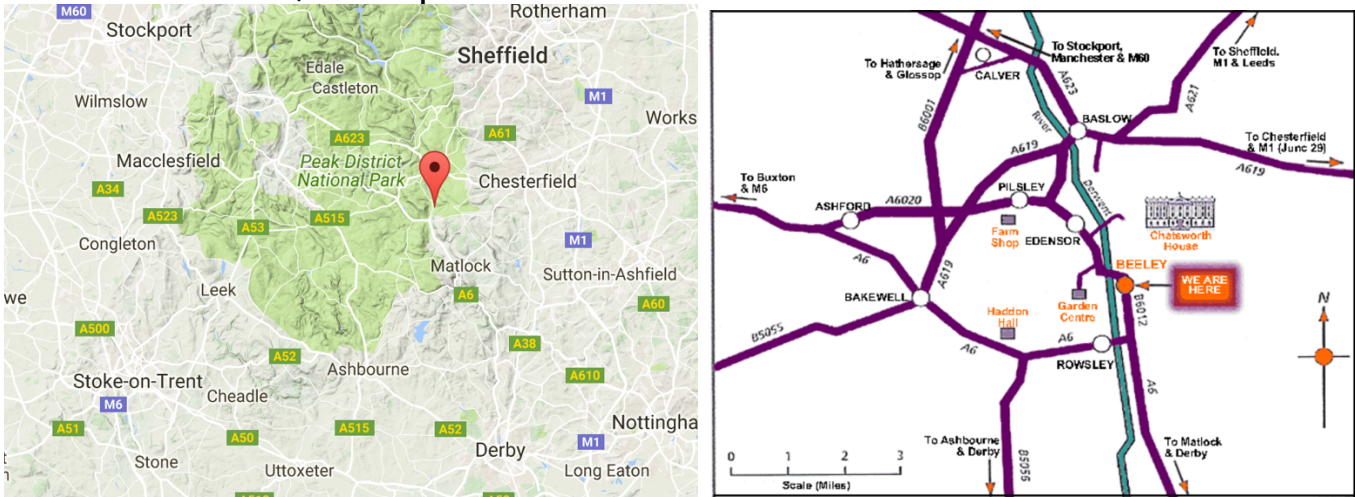 M60
Stockport
Rotherham
Sheffield
Edale
Castleton
Wilmslow
M1
Works
A623
A61
Macclesfield
Peak District
National Park
Chesterfield
A34
A523
A53
A515
Congleton
M1
Matlock
Sutton-in-Ashfield
Leek
A6
A60
we
A500
A52
A38
Ashbourne
A610
Stoke-on-Trent
Cheadle
M6
Nottingha
A51
A50
A515
A52
M1
Derby
Stone
Uttoxeter
Long Eaton
To Stockport,
Manchester & M60
To Hathersage
& Glossop
CALVER
To Sheffield.
M1 & Leeds
A623
A621
B6001
River
BASLOW
To Chesterfield
& M1 (Junc 29)
A619
A619
To Buxton
& M6
PILSLEY
Derwent
A6020
ASHFORD
Farm
Shop
EDENSOR
Chatsworth
House
A6
A619
BEELEY
WE ARE
HERE
BAKEWELL
Garden
Centre
B6012
N
Haddon
Hall
B5055
A6
A6
ROWSLEY
A6
To Ashbourne
& Derby
B5056
To Matlock
& Derby
0 1 2 3
Scale (Miles)